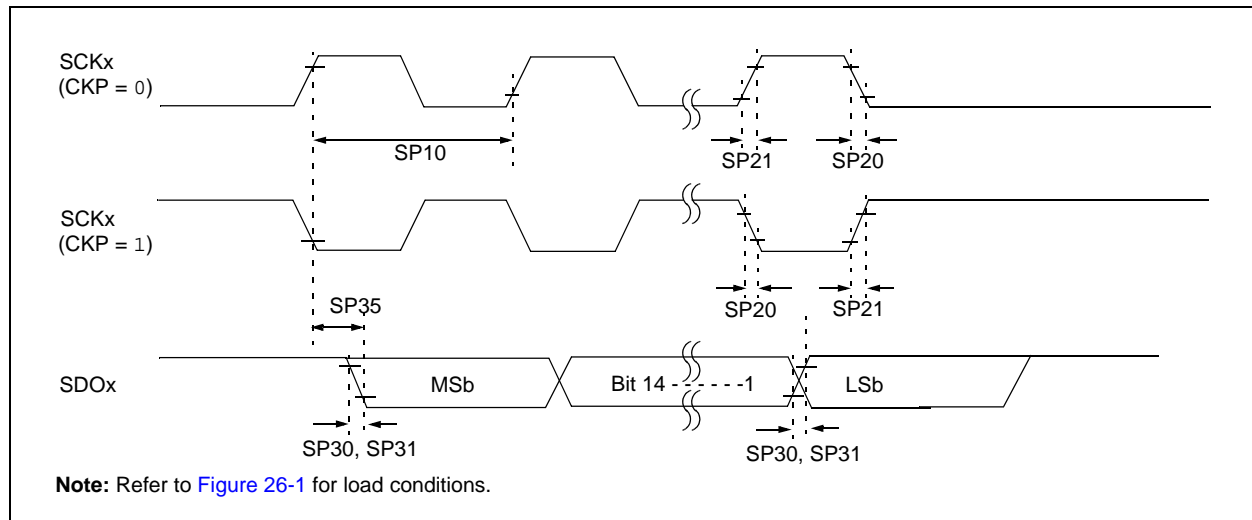 SCKx
(CKP = 0)
SP10
SP21
SP20
SCKx
(CKP = 1)
SP20
SP21
SP35
SDOx
MSb
Bit 14 - - - - - -1
LSb
SP30, SP31
SP30, SP31
Note: Refer to Figure 26-1 for load conditions.